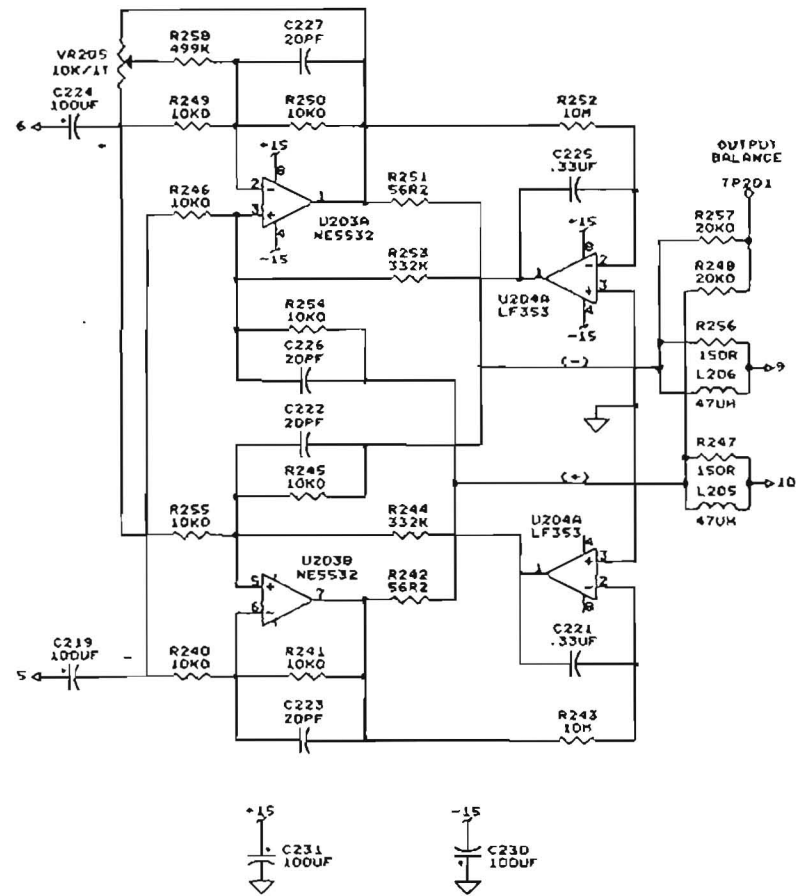 C227
20PF
R258
499K
VR205
10K/1T
C224
100UF
R249
10K0
R250
10K0
R252
10M
6
+
OUTPUT
BALANCE
TP201
+15
8
C225
.33UF
R246
10K0
2
-
3
+
1
4
-15
R251
56R2
U203A
NE5532
R257
20K0
+15
8
R248
20K0
R253
332K
1
-
2
+
3
U204A
LF353
4
-15
R254
10K0
R256
150R
C226
20PF
(-)
9
L206
47UH
C222
20PF
R247
150R
R245
10K0
(+)
10
L205
47UH
R255
10K0
R244
332K
U204A
LF353
4
U203B
NE5532
1
+
3
-
2
8
5
+
6
-
7
R242
56R2
C219
100UF
-
5
R240
10K0
R241
10K0
C221
.33UF
C223
20PF
R243
10M
+15
C231
100UF
-15
C230
100UF